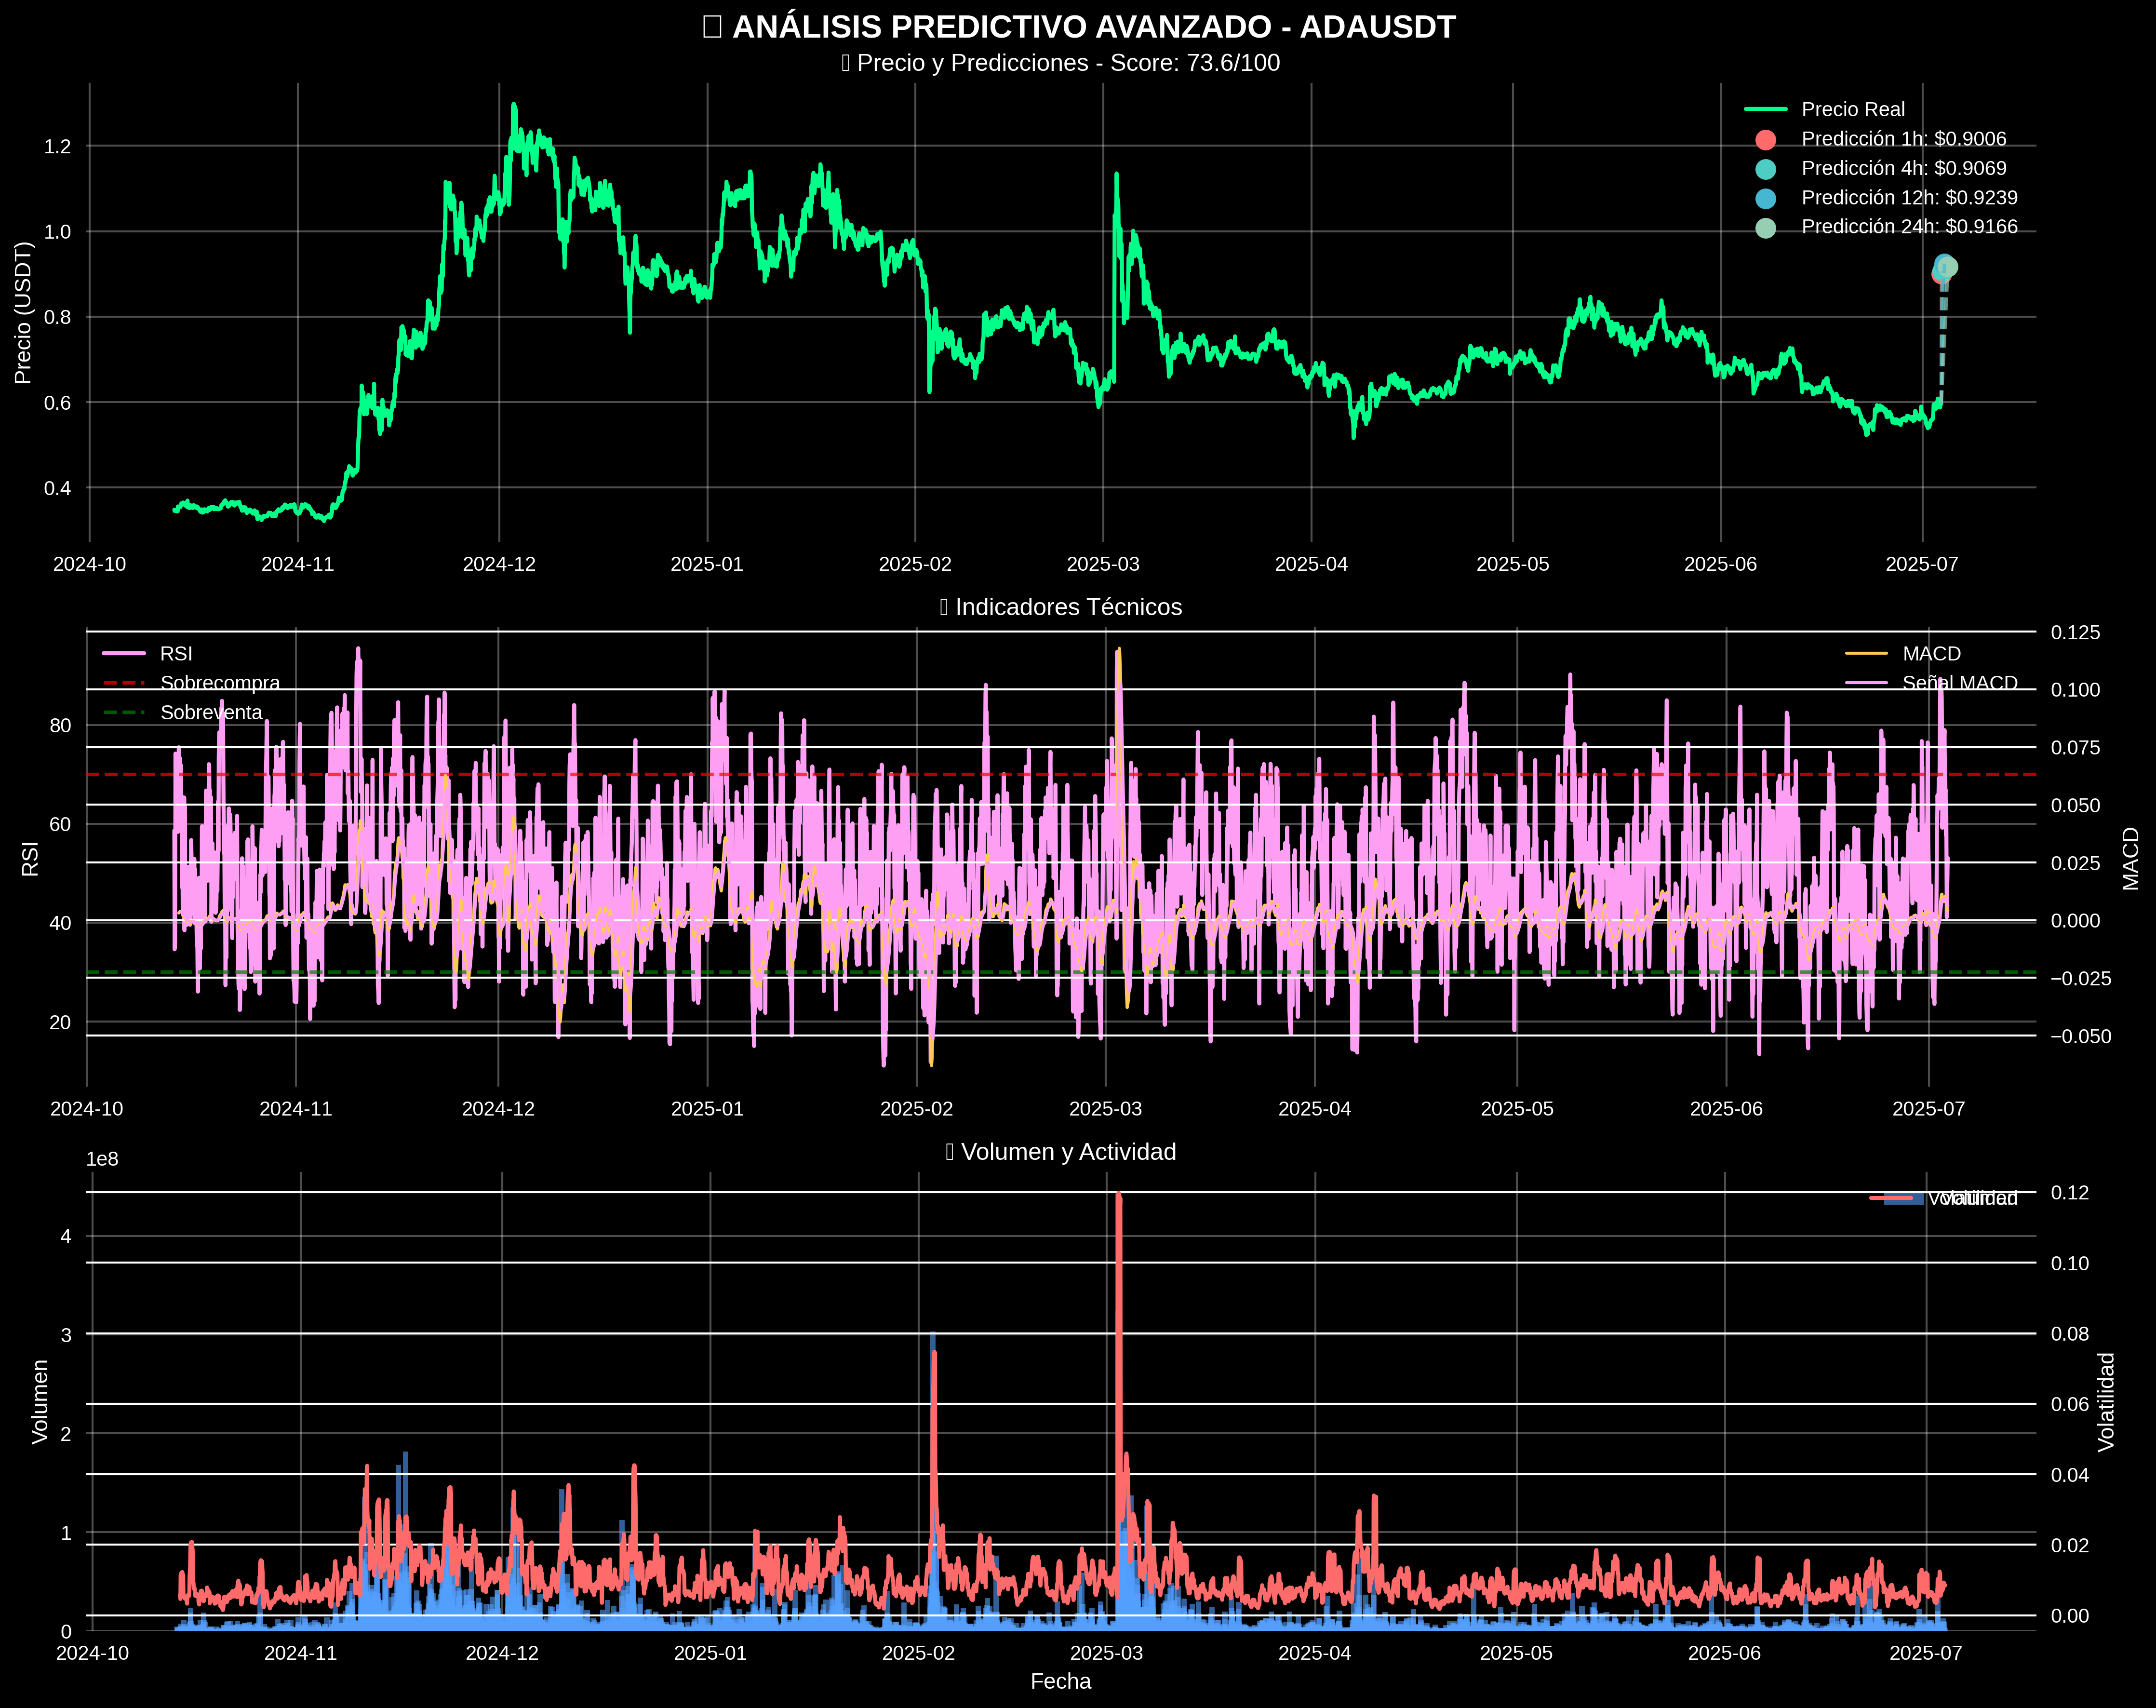 ANÁLISIS PREDICTIVO AVANZADO - ADAUSDT
Precio y Predicciones - Score: 73.6/100
Precio Real
Predicción 1h: $0.9006
Predicción 4h: $0.9069
Predicción 12h: $0.9239
Predicción 24h: $0.9166
Precio (USDT)
1.2
1.0
0.8
0.6
0.4
2024-10 2024-11 2024-12 2025-01 2025-02 2025-03 2025-04 2025-05 2025-06 2025-07
Indicadores Técnicos
RSI
Sobrecompra
Sobreventa
MACD
Señal MACD
RSI
80
60
40
20
0.125
0.100
0.075
0.050
0.025
0.000
−0.025
−0.050
MACD
2024-10 2024-11 2024-12 2025-01 2025-02 2025-03 2025-04 2025-05 2025-06 2025-07
Volumen y Actividad
1e8
Volatilidad
Volumen
Volumen
4
3
2
1
0
0.12
0.10
0.08
0.06
0.04
0.02
0.00
Volatilidad
2024-10 2024-11 2024-12 2025-01 2025-02 2025-03 2025-04 2025-05 2025-06 2025-07
Fecha